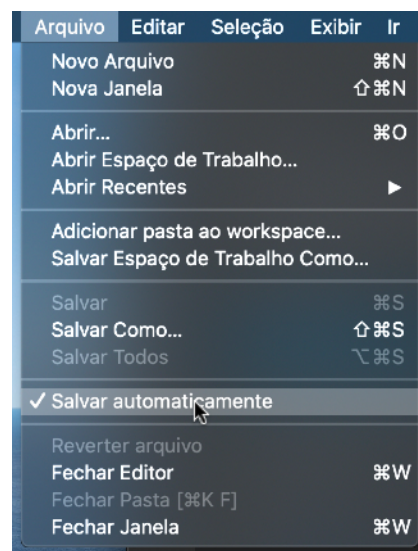 Arquivo Editar Seleção Exibir Ir
Novo Arquivo ⌘N
Nova Janela ⇧⌘N
Abrir... ⌘O
Abrir Espaço de Trabalho...
Abrir Recentes ▶
Adicionar pasta ao workspace...
Salvar Espaço de Trabalho Como...
Salvar ⌘S
Salvar Como... ⇧⌘S
Salvar Todos ⌥⌘S
✓ Salvar automaticamente
Reverter arquivo
Fechar Editor ⌘W
Fechar Pasta [⌘K F]
Fechar Janela ⌘W